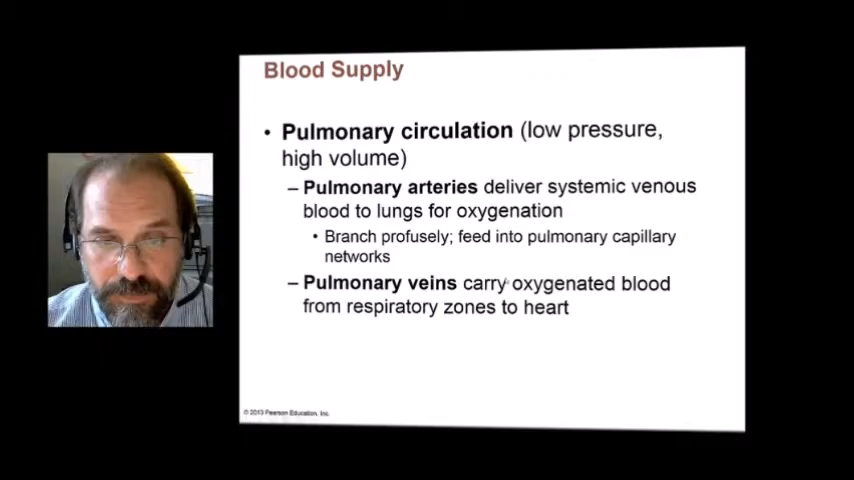 Blood Supply
• Pulmonary circulation (low pressure,
high volume)
– Pulmonary arteries deliver systemic venous
blood to lungs for oxygenation
• Branch profusely; feed into pulmonary capillary
networks
– Pulmonary veins carry oxygenated blood
from respiratory zones to heart
© 2013 Pearson Education, Inc.